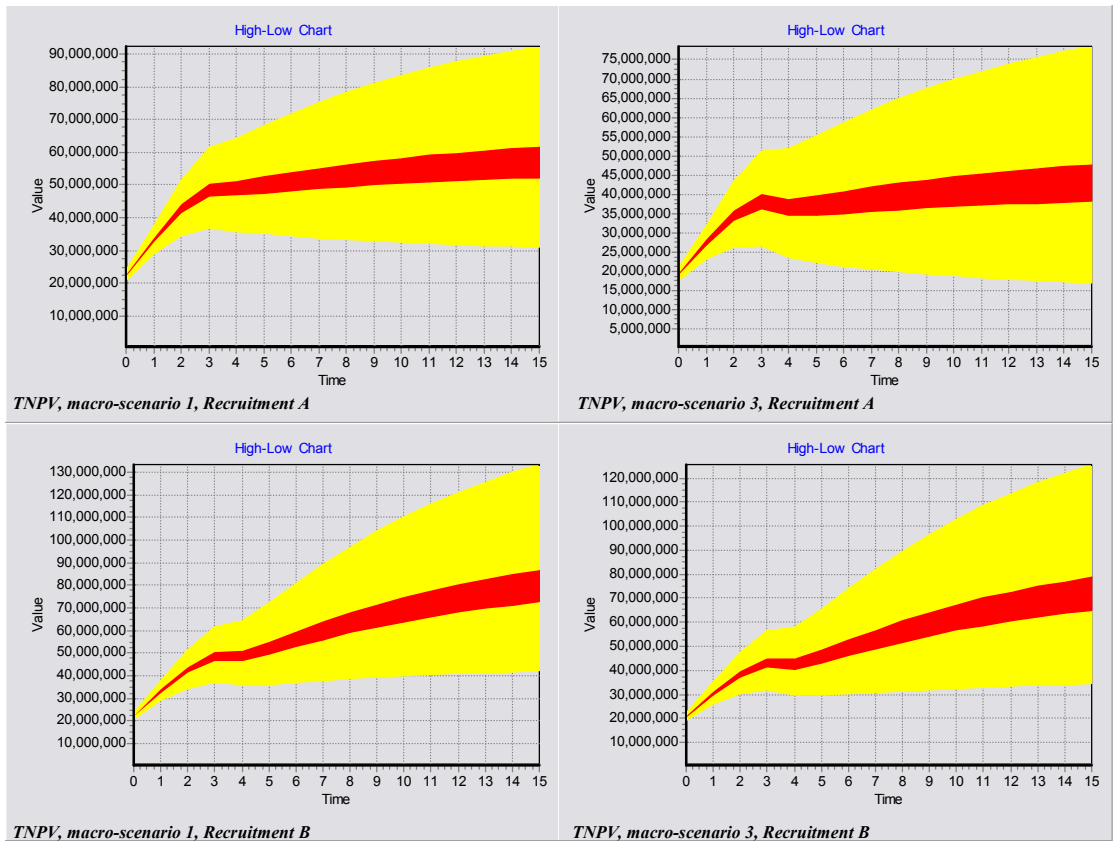 High-Low Chart
90,000,000
80,000,000
70,000,000
60,000,000
50,000,000
40,000,000
30,000,000
20,000,000
10,000,000
Value
0 1 2 3 4 5 6 7 8 9 10 11 12 13 14 15
Time
TNPV, macro-scenario 1, Recruitment A
High-Low Chart
75,000,000
70,000,000
65,000,000
60,000,000
55,000,000
50,000,000
45,000,000
40,000,000
35,000,000
30,000,000
25,000,000
20,000,000
15,000,000
10,000,000
5,000,000
Value
0 1 2 3 4 5 6 7 8 9 10 11 12 13 14 15
Time
TNPV, macro-scenario 3, Recruitment A
High-Low Chart
130,000,000
120,000,000
110,000,000
100,000,000
90,000,000
80,000,000
70,000,000
60,000,000
50,000,000
40,000,000
30,000,000
20,000,000
10,000,000
Value
0 1 2 3 4 5 6 7 8 9 10 11 12 13 14 15
Time
TNPV, macro-scenario 1, Recruitment B
High-Low Chart
120,000,000
110,000,000
100,000,000
90,000,000
80,000,000
70,000,000
60,000,000
50,000,000
40,000,000
30,000,000
20,000,000
10,000,000
Value
0 1 2 3 4 5 6 7 8 9 10 11 12 13 14 15
Time
TNPV, macro-scenario 3, Recruitment B